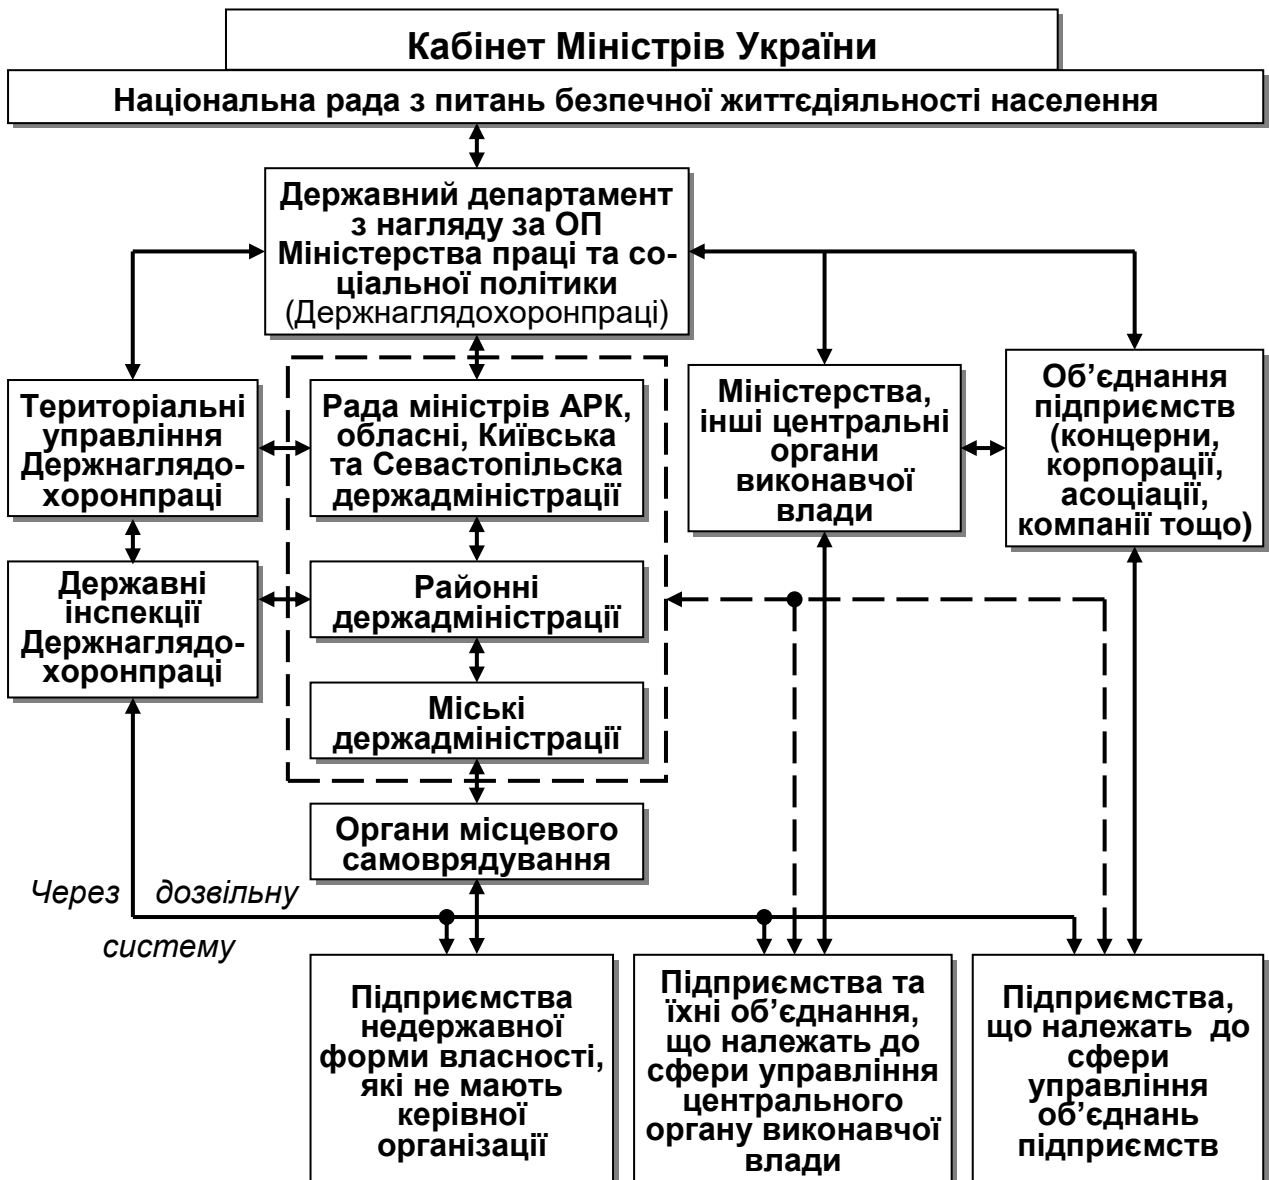 Кабінет Міністрів України
Національна рада з питань безпечної життєдіяльності населення
Державний департамент
з нагляду за ОП
Міністерства праці та со-
ціальної політики
(Держнаглядохоронпраці)
Територіальні
управління
Держнаглядо-
хоронпраці
Рада міністрів АРК,
обласні, Київська
та Севастопільска
держадміністрації
Міністерства,
інші центральні
органи
виконавчої
влади
Об’єднання
підприємств
(концерни,
корпорації,
асоціації,
компанії тощо)
Державні
інспекції
Держнаглядо-
хоронпраці
Районні
держадміністрації
Міські
держадміністрації
Органи місцевого
самоврядування
Через дозвільну
систему
Підприємства
недержавної
форми власності,
які не мають
керівної
організації
Підприємства та
їхні об’єднання,
що належать до
сфери управління
центрального
органу виконавчої
влади
Підприємства,
що належать до
сфери
управління
об’єднань
підприємств